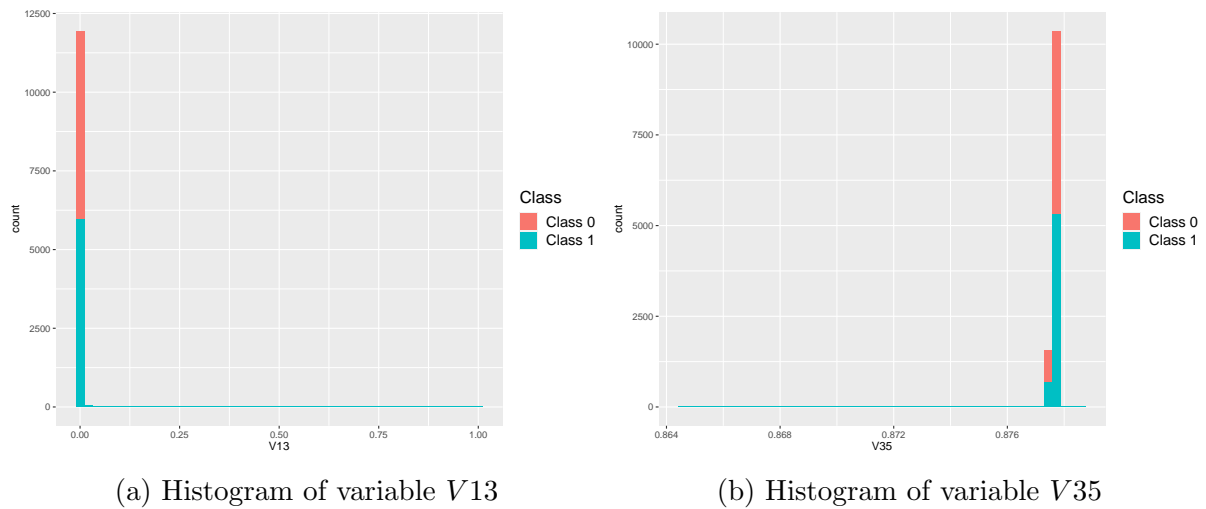 12500
10000
7500
5000
2500
0
count
0.00 0.25 0.50 0.75 1.00
V13
Class
Class 0
Class 1
(a) Histogram of variable V13
10000
7500
5000
2500
0
count
0.864 0.868 0.872 0.876
V35
Class
Class 0
Class 1
(b) Histogram of variable V35